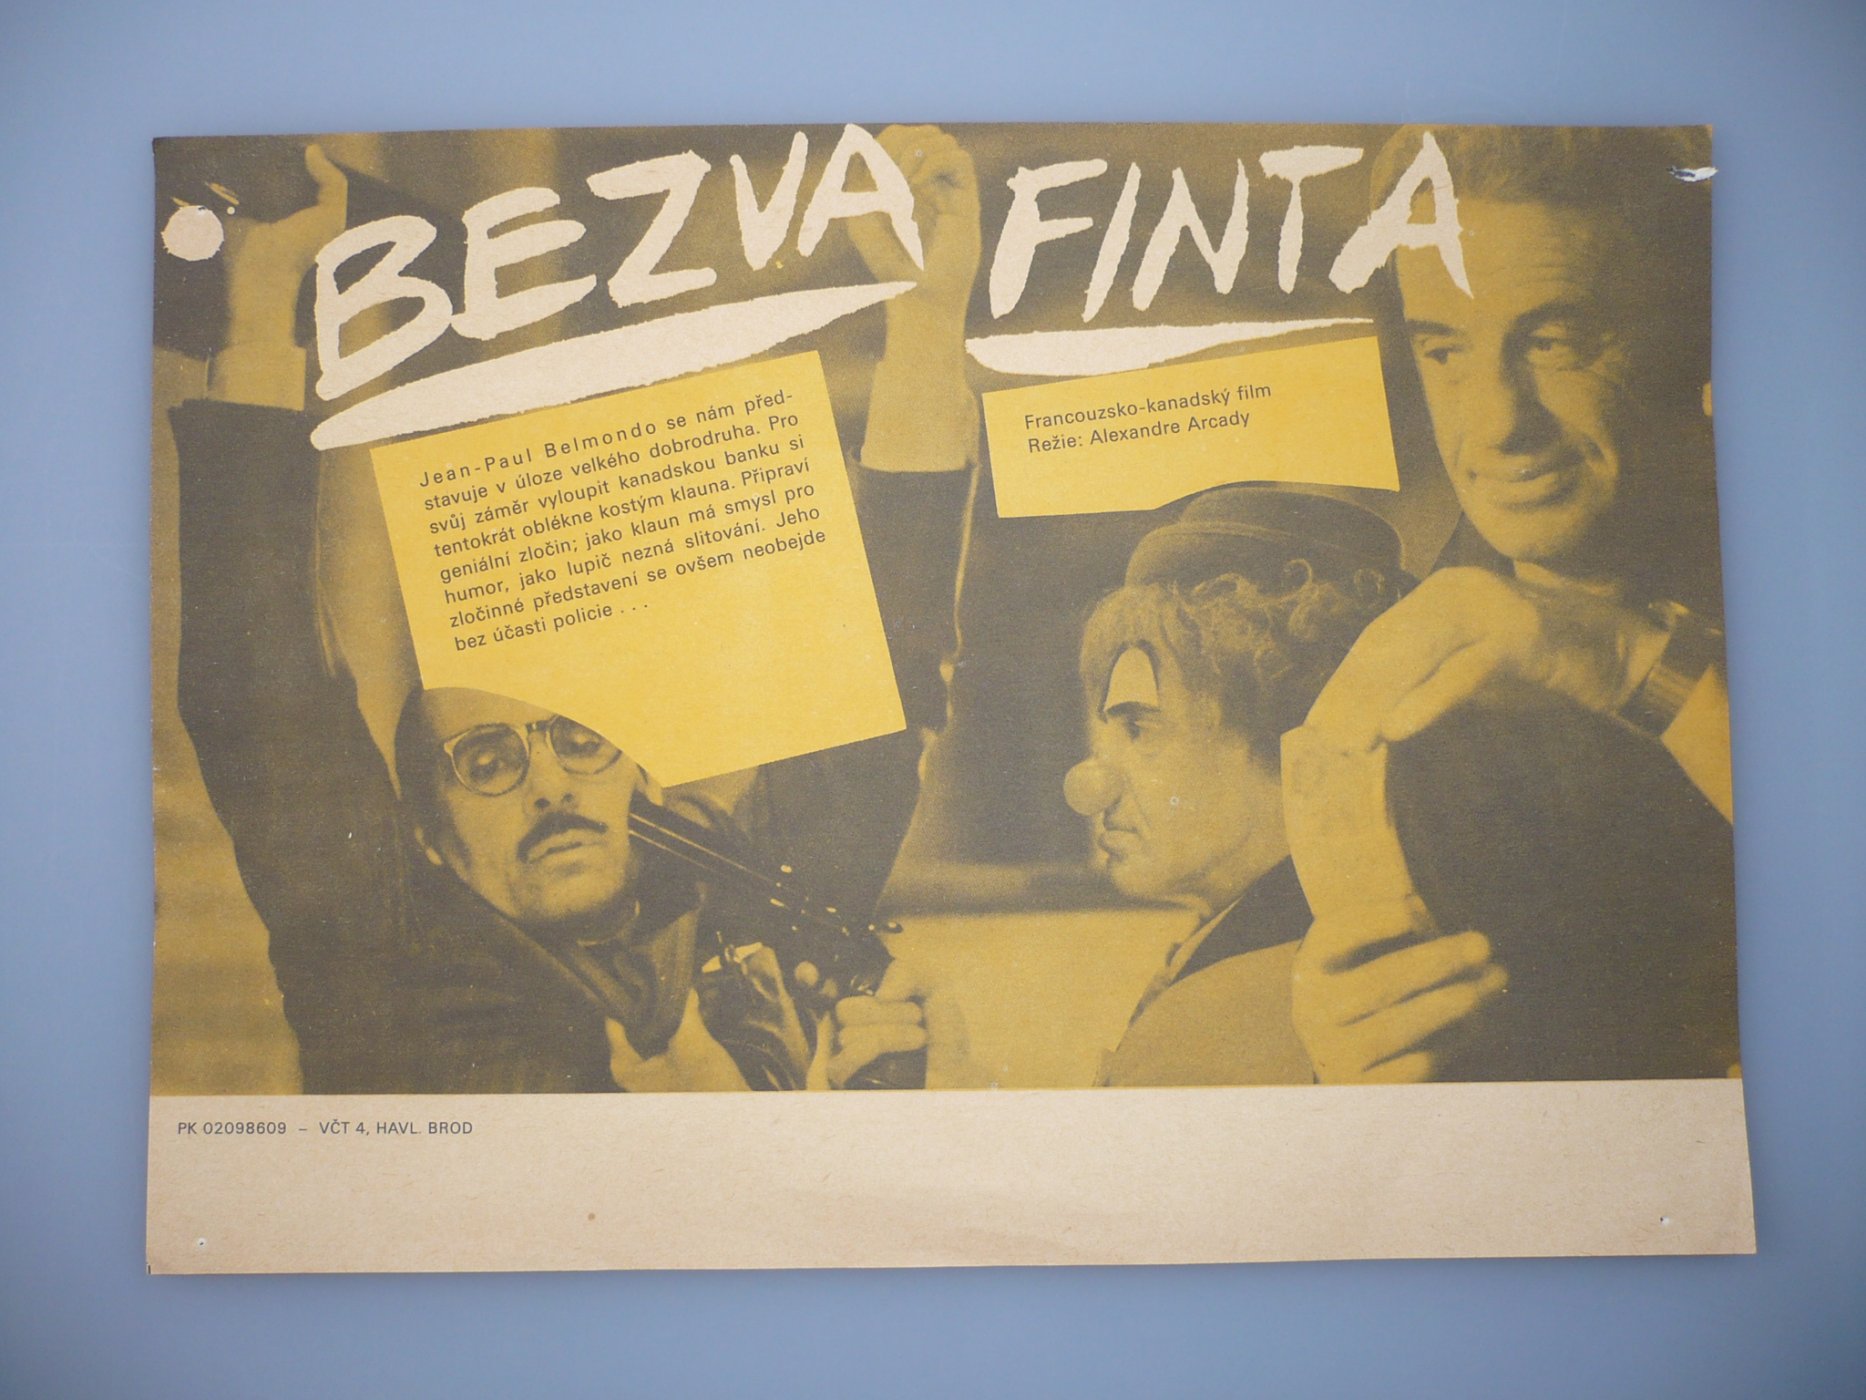 BEZVA FINTA
Jean-Paul Belmondo se nám před-
stavuje v úloze velkého dobrodruha. Pro
svůj záměr vyloupit kanadskou banku si
tentokrát oblékne kostým klauna. Připraví
geniální zločin; jako klaun má smysl pro
humor, jako lupič nezná slitování. Jeho
zločinné představení se ovšem neobejde
bez účasti policie . . .
Francouzsko-kanadský film
Režie: Alexandre Arcady
PK 02098609 – VČT 4, HAVL. BROD